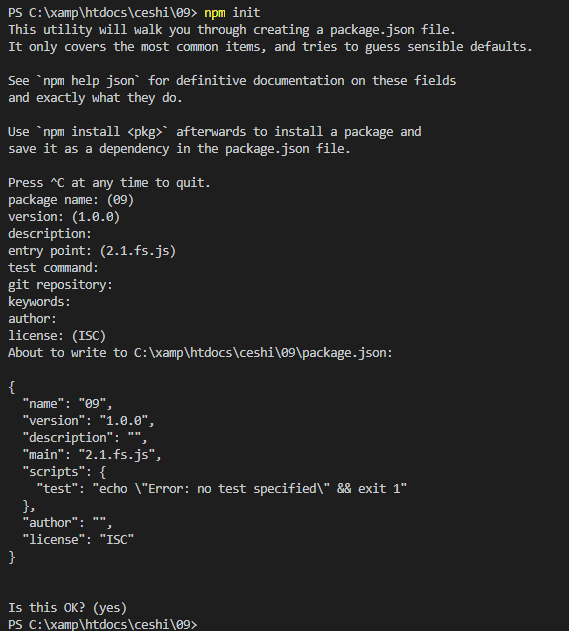 PS C:\xamp\htdocs\ceshi\09> npm init
This utility will walk you through creating a package.json file.
It only covers the most common items, and tries to guess sensible defaults.

See `npm help json` for definitive documentation on these fields
and exactly what they do.

Use `npm install <pkg>` afterwards to install a package and
save it as a dependency in the package.json file.

Press ^C at any time to quit.
package name: (09)
version: (1.0.0)
description:
entry point: (2.1.fs.js)
test command:
git repository:
keywords:
author:
license: (ISC)
About to write to C:\xamp\htdocs\ceshi\09\package.json:

{
  "name": "09",
  "version": "1.0.0",
  "description": "",
  "main": "2.1.fs.js",
  "scripts": {
    "test": "echo \"Error: no test specified\" && exit 1"
  },
  "author": "",
  "license": "ISC"
}


Is this OK? (yes)
PS C:\xamp\htdocs\ceshi\09>